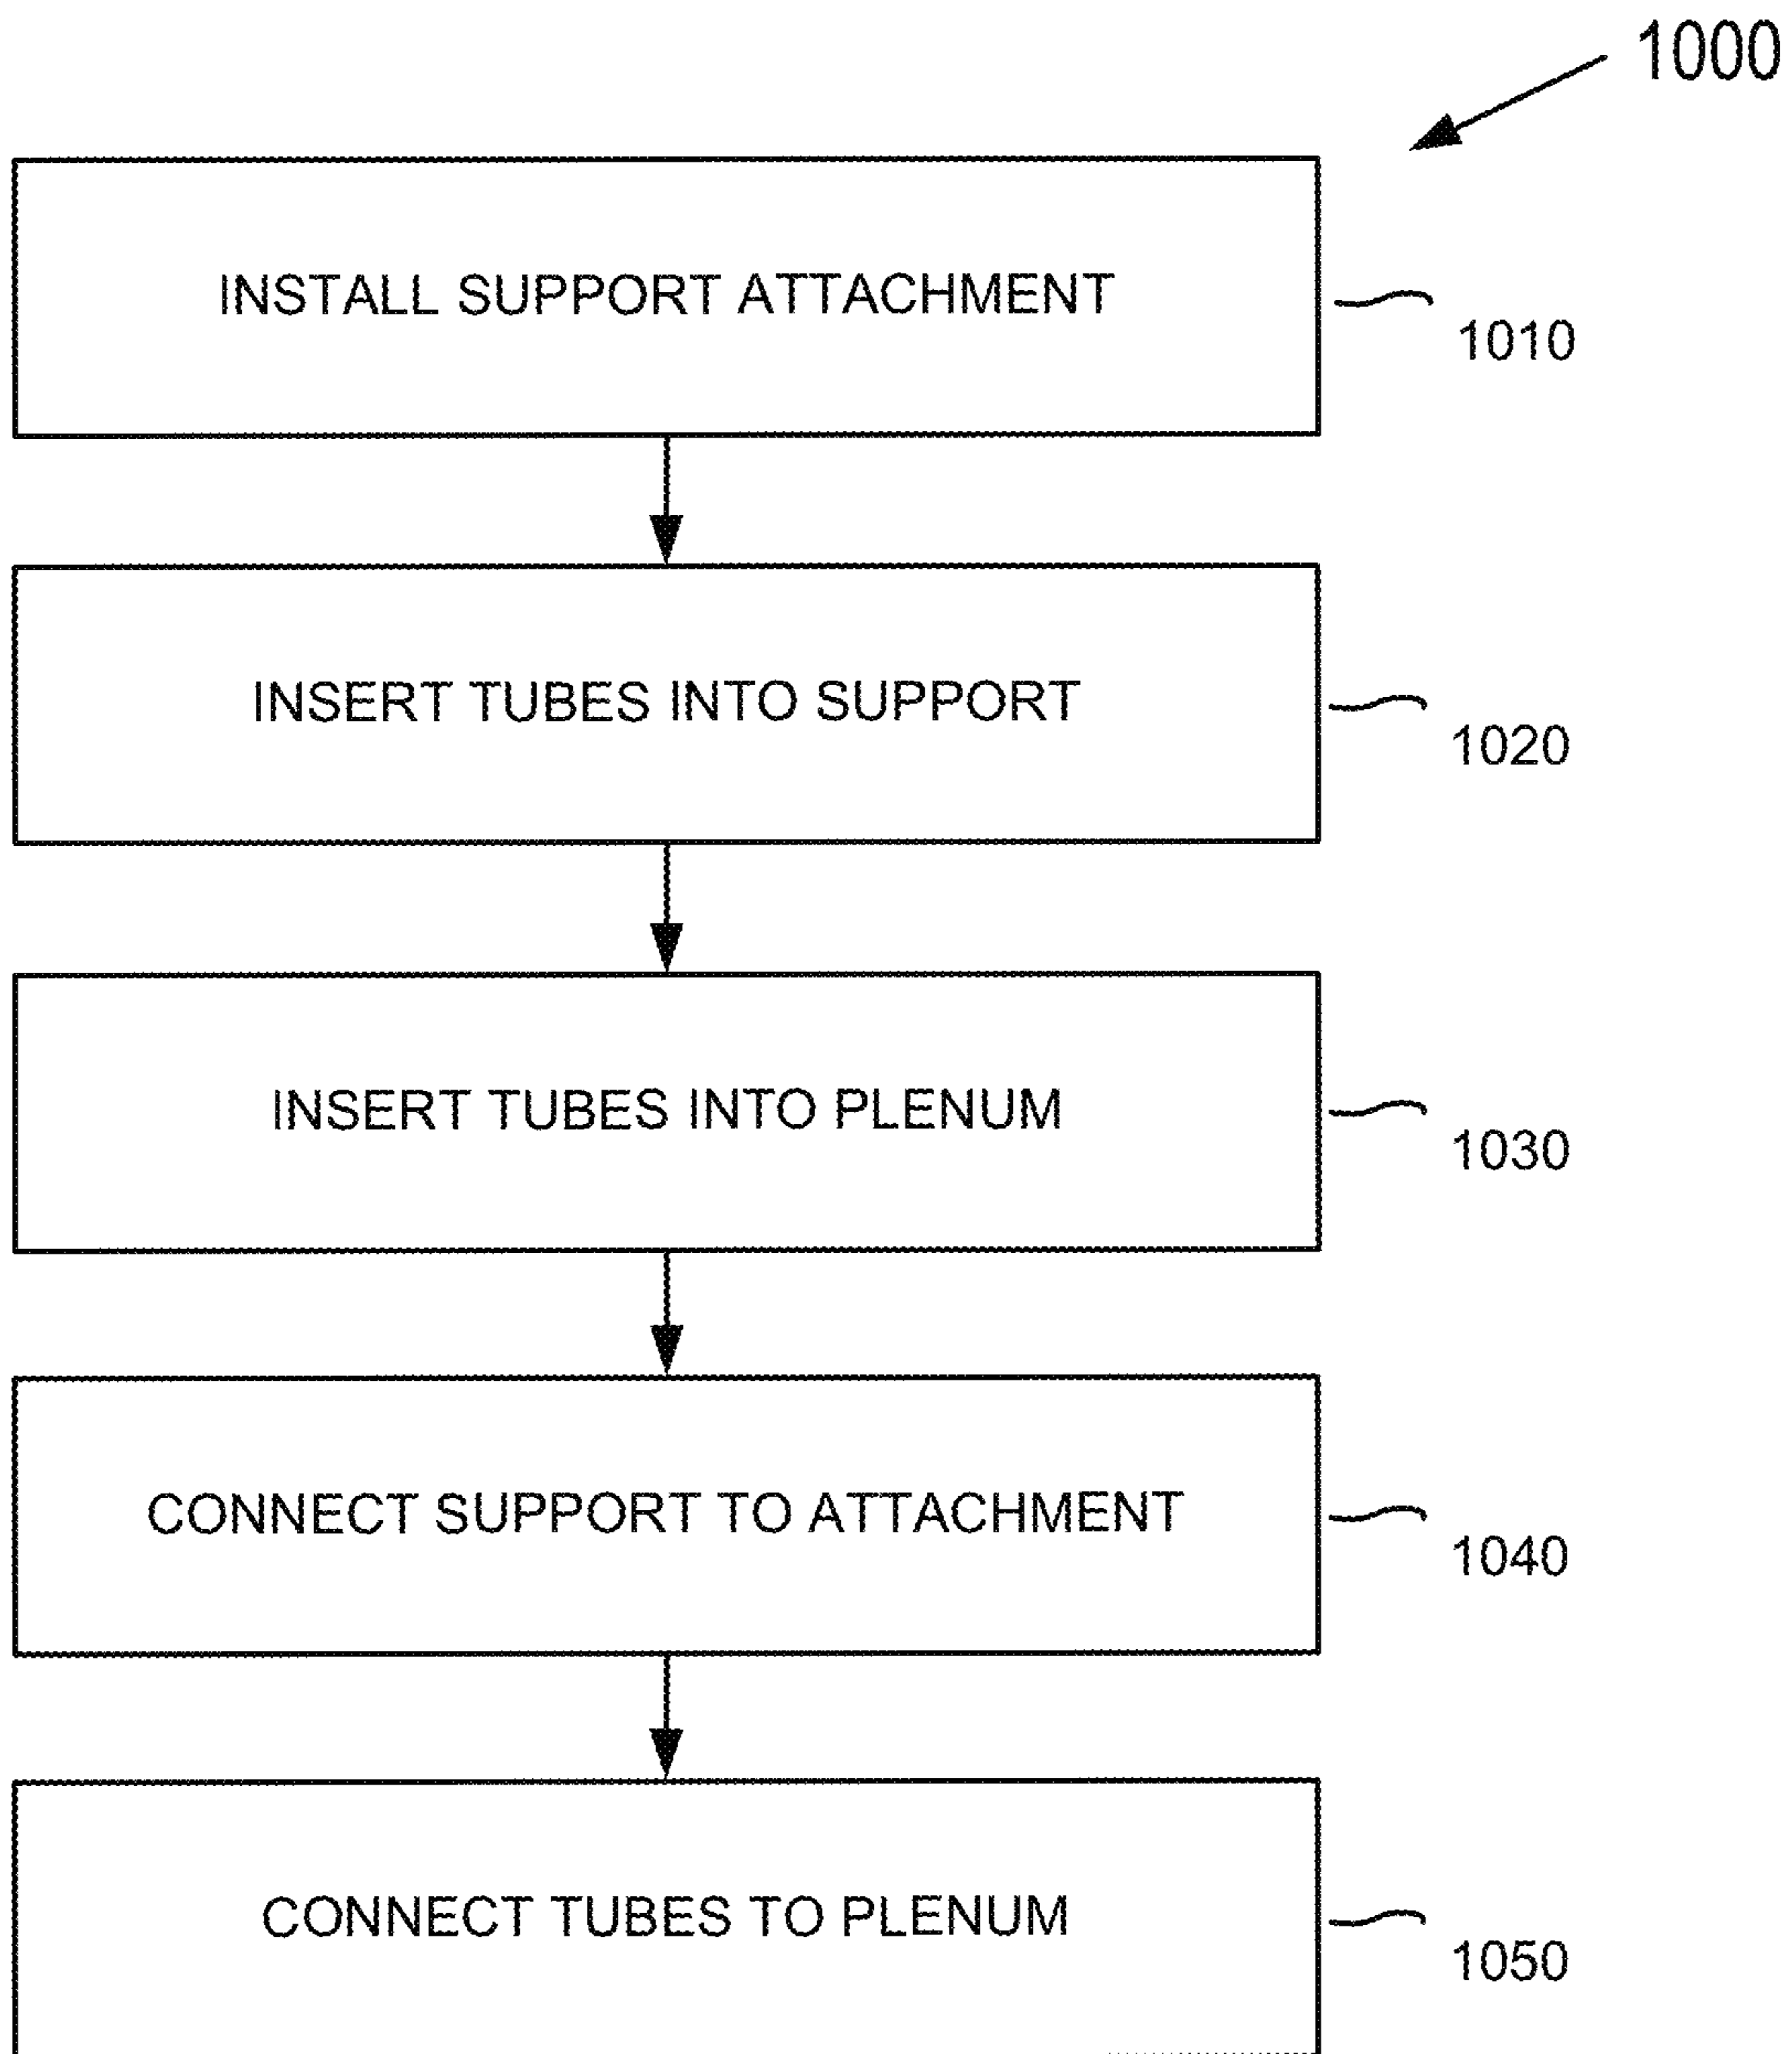 1000
INSTALL SUPPORT ATTACHMENT
1010
INSERT TUBES INTO SUPPORT
1020
INSERT TUBES INTO PLENUM
1030
CONNECT SUPPORT TO ATTACHMENT
1040
CONNECT TUBES TO PLENUM
1050